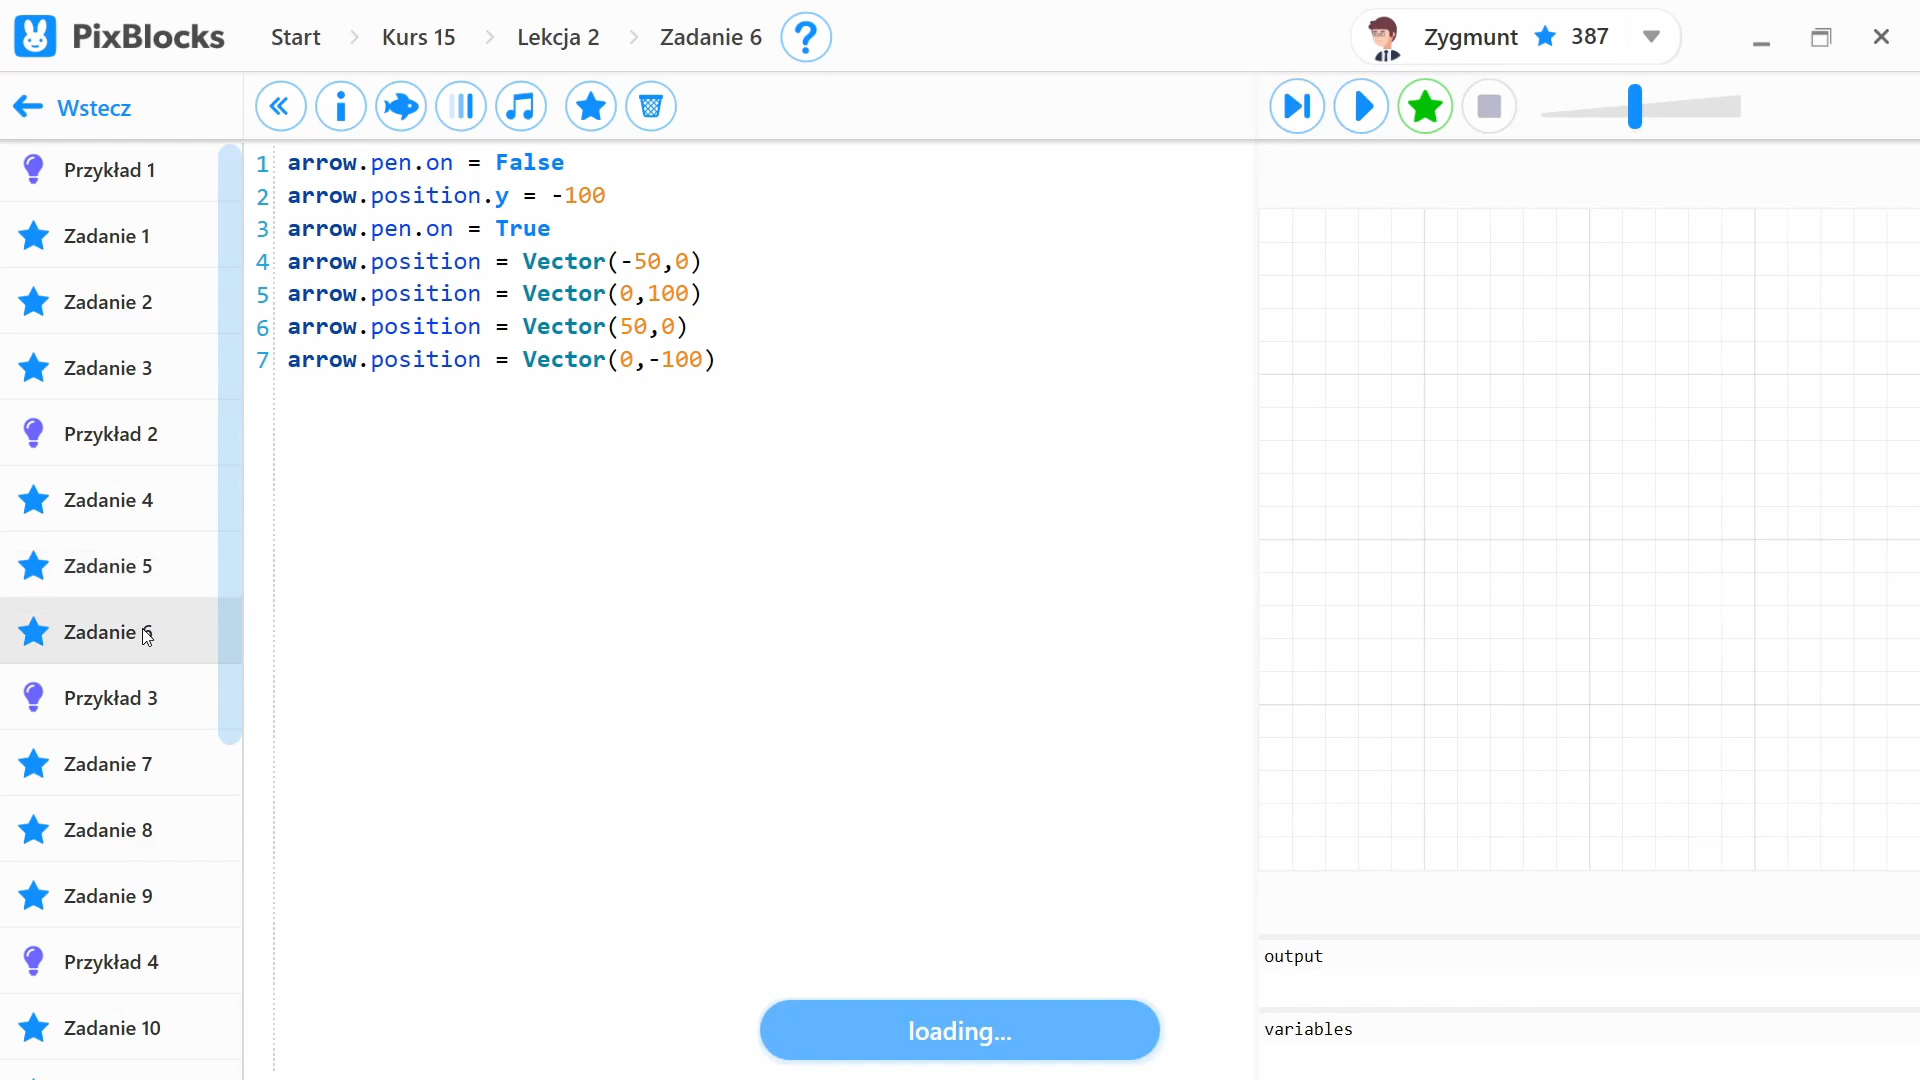 PixBlocks
Start
Kurs 15
Lekcja 2
Zadanie 6
?
Zygmunt
387
Wstecz
Przykład 1
Zadanie 1
Zadanie 2
Zadanie 3
Przykład 2
Zadanie 4
Zadanie 5
Zadanie 6
Przykład 3
Zadanie 7
Zadanie 8
Zadanie 9
Przykład 4
Zadanie 10
1 arrow.pen.on = False
2 arrow.position.y = -100
3 arrow.pen.on = True
4 arrow.position = Vector(-50,0)
5 arrow.position = Vector(0,100)
6 arrow.position = Vector(50,0)
7 arrow.position = Vector(0,-100)
loading...
output
variables